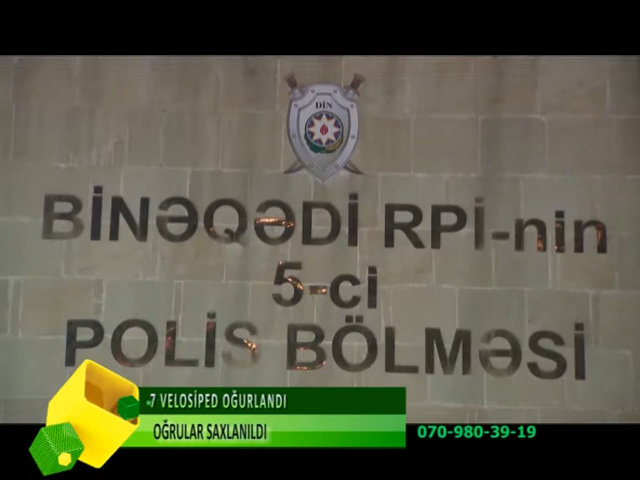 DİN
BİNƏQƏDİ RPİ-nin
5-ci
POLİS BÖLMƏSİ
-7 VELOSİPED OĞURLANDI
OĞRULAR SAXLANILDI
070-980-39-19